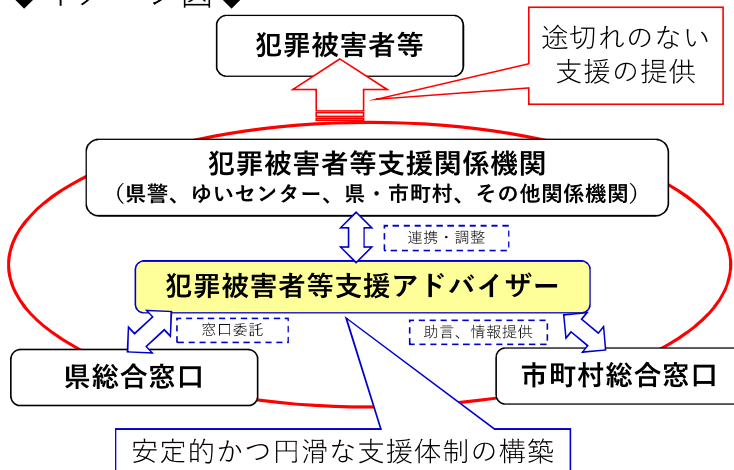 ◆イメージ図◆
犯罪被害者等
途切れのない
支援の提供
犯罪被害者等支援関係機関
（県警、ゆいセンター、県・市町村、その他関係機関）
連携・調整
犯罪被害者等支援アドバイザー
窓口委託
助言、情報提供
県総合窓口
市町村総合窓口
安定的かつ円滑な支援体制の構築